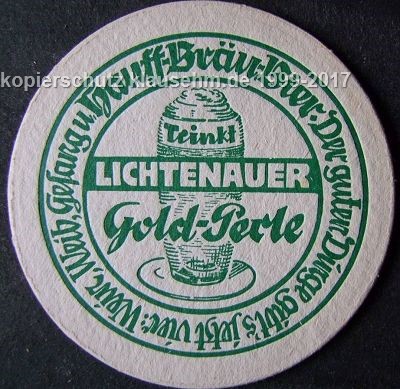 kopierschutz klausehm.de 1999-2017
Trinkt
LICHTENAUER
Gold-Perle
Der guten Dinge gibt's jetzt vier: Wein, Weib, Gesang u. Hauff-Bräu-Bier.